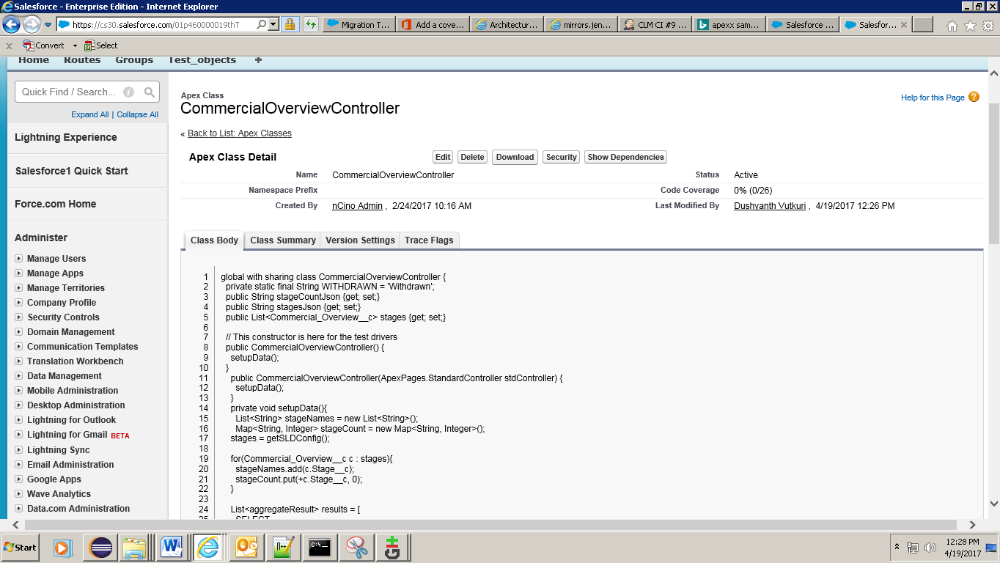 Salesforce - Enterprise Edition - Internet Explorer
https://cs30.salesforce.com/01p460000019thT
Migration T...
Add a cove...
Architectur...
mirrors.jen...
CLM CI #9 ...
apexx sam...
Salesforce ...
Salesfor...
Convert
Select
Home Routes Groups Test_objects +
Quick Find / Search...
Expand All | Collapse All
Lightning Experience
Salesforce1 Quick Start
Force.com Home
Administer
Manage Users
Manage Apps
Manage Territories
Company Profile
Security Controls
Domain Management
Communication Templates
Translation Workbench
Data Management
Mobile Administration
Desktop Administration
Lightning for Outlook
Lightning for Gmail BETA
Lightning Sync
Email Administration
Google Apps
Wave Analytics
Data.com Administration
Apex Class
CommercialOverviewController
Help for this Page ?
« Back to List: Apex Classes
Apex Class Detail
Edit Delete Download Security Show Dependencies
Name CommercialOverviewController Status Active
Namespace Prefix Code Coverage 0% (0/26)
Created By nCino Admin , 2/24/2017 10:16 AM Last Modified By Dushyanth Vutkuri , 4/19/2017 12:26 PM
Class Body Class Summary Version Settings Trace Flags
1 global with sharing class CommercialOverviewController {
2 private static final String WITHDRAWN = 'Withdrawn';
3 public String stageCountJson {get; set;}
4 public String stagesJson {get; set;}
5 public List<Commercial_Overview__c> stages {get; set;}
6
7 // This constructor is here for the test drivers
8 public CommercialOverviewController() {
9 setupData();
10 }
11 public CommercialOverviewController(ApexPages.StandardController stdController) {
12 setupData();
13 }
14 private void setupData(){
15 List<String> stageNames = new List<String>();
16 Map<String, Integer> stageCount = new Map<String, Integer>();
17 stages = getSLDConfig();
18
19 for(Commercial_Overview__c c : stages){
20 stageNames.add(c.Stage__c);
21 stageCount.put(+c.Stage__c, 0);
22 }
23
24 List<aggregateResult> results = [
25 SELECT
Start
12:28 PM
4/19/2017